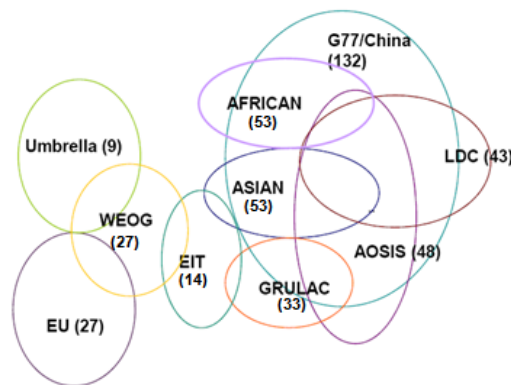 G77/China
(132)
AFRICAN
(53)
Umbrella (9)
LDC (43)
ASIAN
(53)
WEOG
(27)
EIT
(14)
AOSIS (48)
GRULAC
(33)
EU (27)